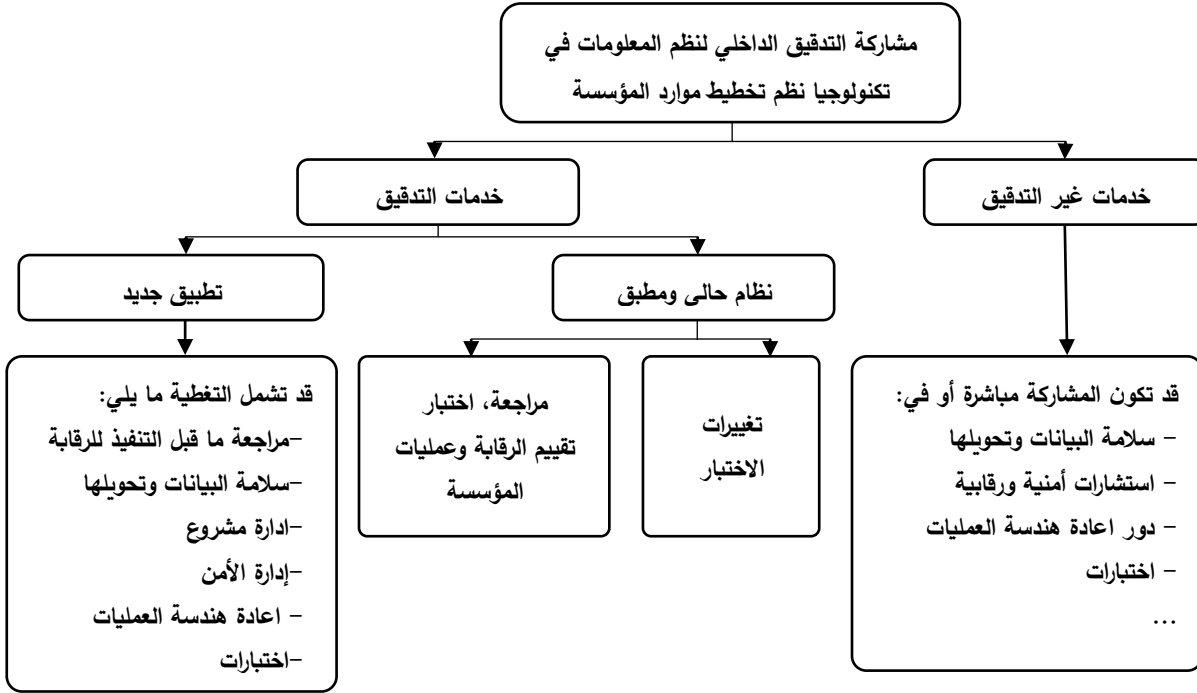 مشاركة التدقيق الداخلي لنظم المعلومات في
تكنولوجيا نظم تخطيط موارد المؤسسة
خدمات غير التدقيق
خدمات التدقيق
نظام حالى ومطبق
تطبيق جديد
قد تكون المشاركة مباشرة أو في:
- سلامة البيانات وتحويلها
- استشارات أمنية ورقابية
- دور اعادة هندسة العمليات
- اختبارات
...
تغييرات
الاختبار
مراجعة، اختبار
تقييم الرقابة وعمليات
المؤسسة
قد تشمل التغطية ما يلي:
-مراجعة ما قبل التنفيذ للرقابة
-سلامة البيانات وتحويلها
-ادارة مشروع
-إدارة الأمن
- اعادة هندسة العمليات
-اختبارات